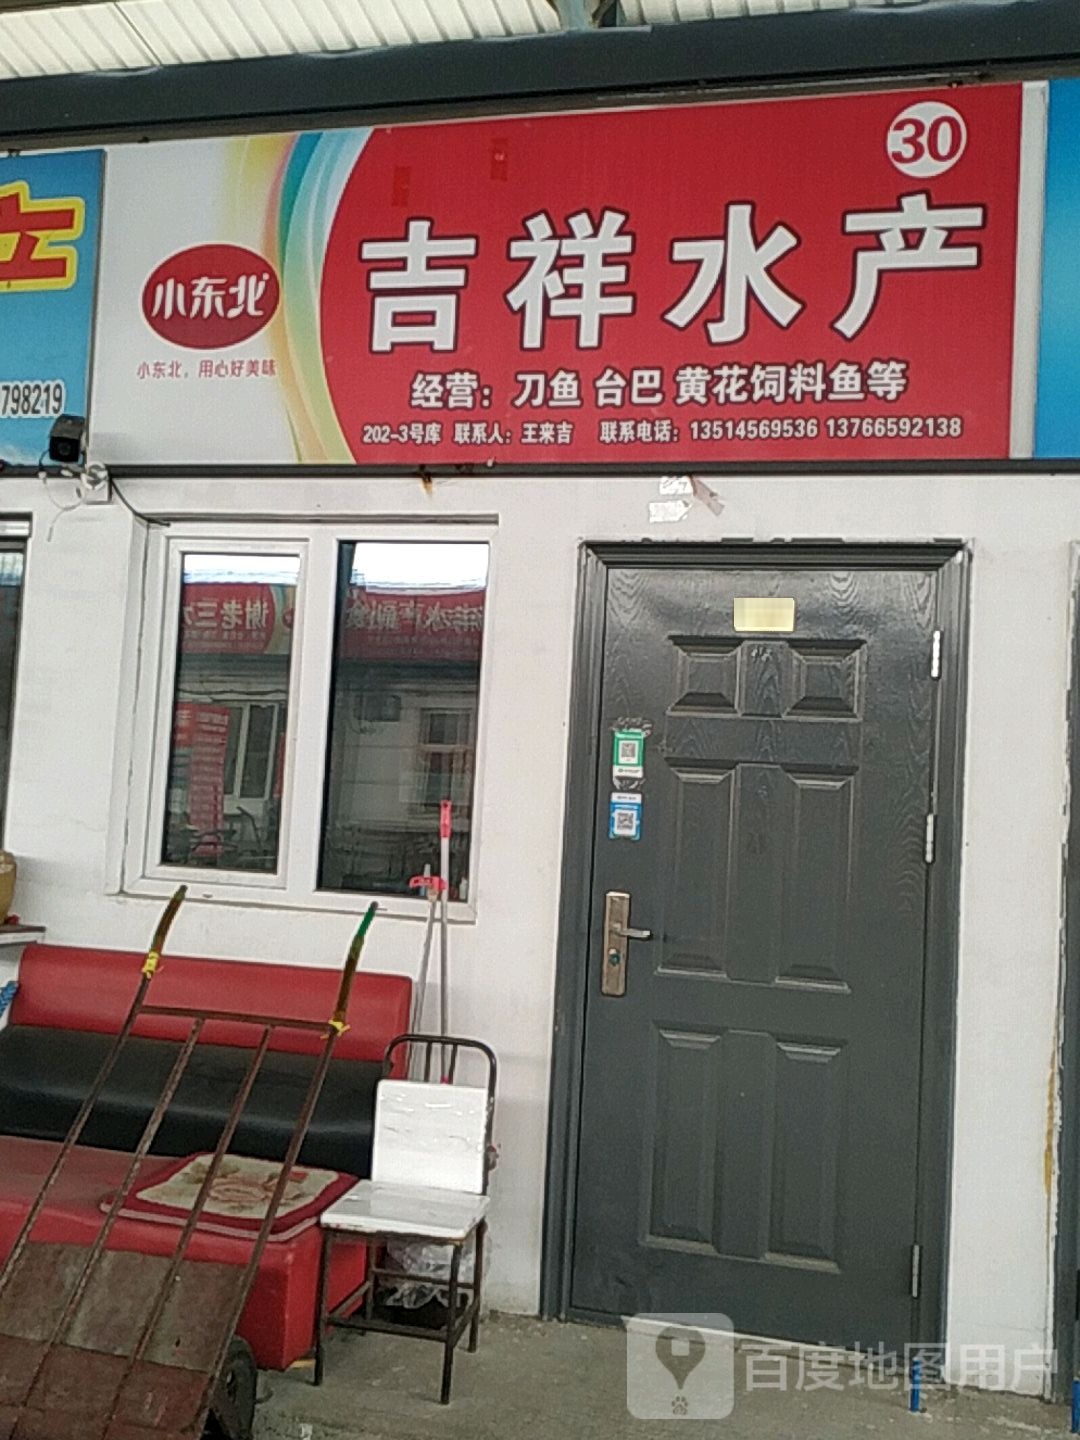 30
吉祥水产
小东北
小东北，用心好美味
经营：刀鱼 台巴 黄花饲料鱼等
202-3号库 联系人：王来吉 联系电话：13514569536 13766592138
798219
百度地图用户